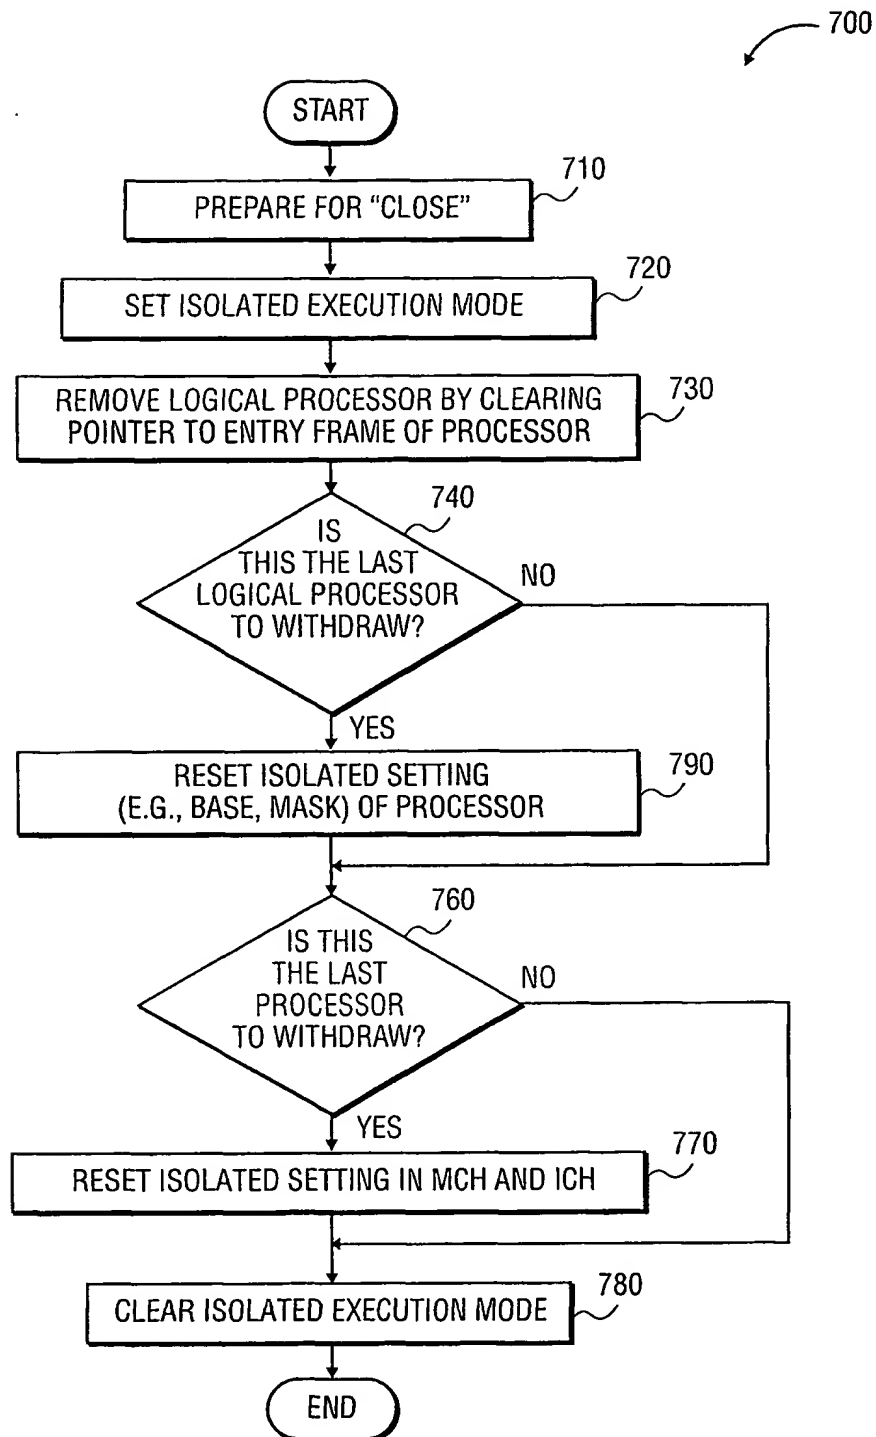 700
START
710
PREPARE FOR "CLOSE"
720
SET ISOLATED EXECUTION MODE
730
REMOVE LOGICAL PROCESSOR BY CLEARING
POINTER TO ENTRY FRAME OF PROCESSOR
740
IS
THIS THE LAST
LOGICAL PROCESSOR
TO WITHDRAW?
NO
YES
790
RESET ISOLATED SETTING
(E.G., BASE, MASK) OF PROCESSOR
760
IS THIS
THE LAST
PROCESSOR
TO WITHDRAW?
NO
YES
770
RESET ISOLATED SETTING IN MCH AND ICH
780
CLEAR ISOLATED EXECUTION MODE
END